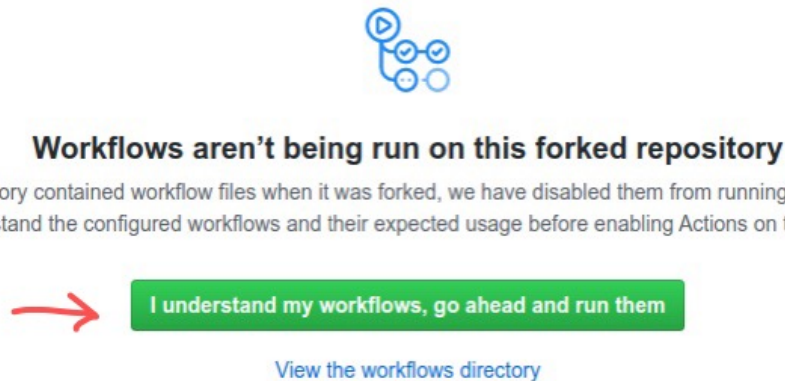 Workflows aren't being run on this forked repository
ory contained workflow files when it was forked, we have disabled them from running
stand the configured workflows and their expected usage before enabling Actions on
I understand my workflows, go ahead and run them
View the workflows directory